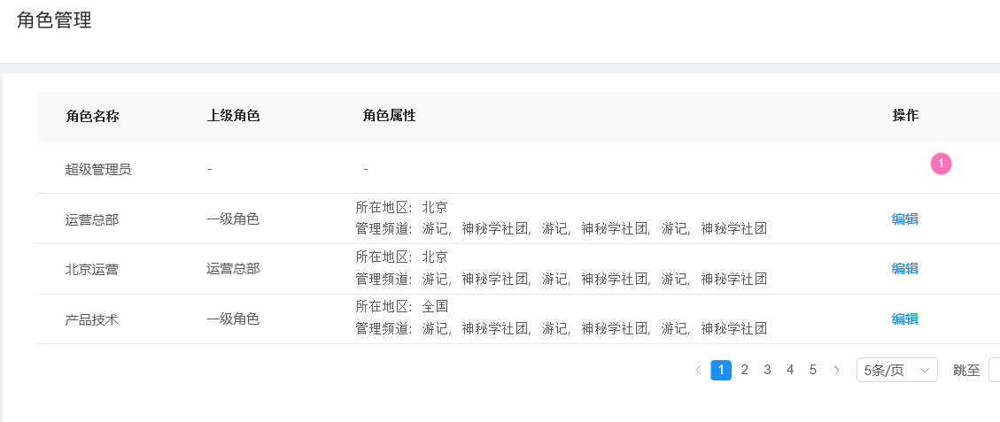 角色管理
角色名称 上级角色 角色属性 操作
超级管理员 - - 1
运营总部 一级角色 所在地区: 北京 编辑
管理频道: 游记, 神秘学社团, 游记, 神秘学社团, 游记, 神秘学社团
北京运营 运营总部 所在地区: 北京 编辑
管理频道: 游记, 神秘学社团, 游记, 神秘学社团, 游记, 神秘学社团
产品技术 一级角色 所在地区: 全国 编辑
管理频道: 游记, 神秘学社团, 游记, 神秘学社团, 游记, 神秘学社团
1 2 3 4 5 5条/页 跳至